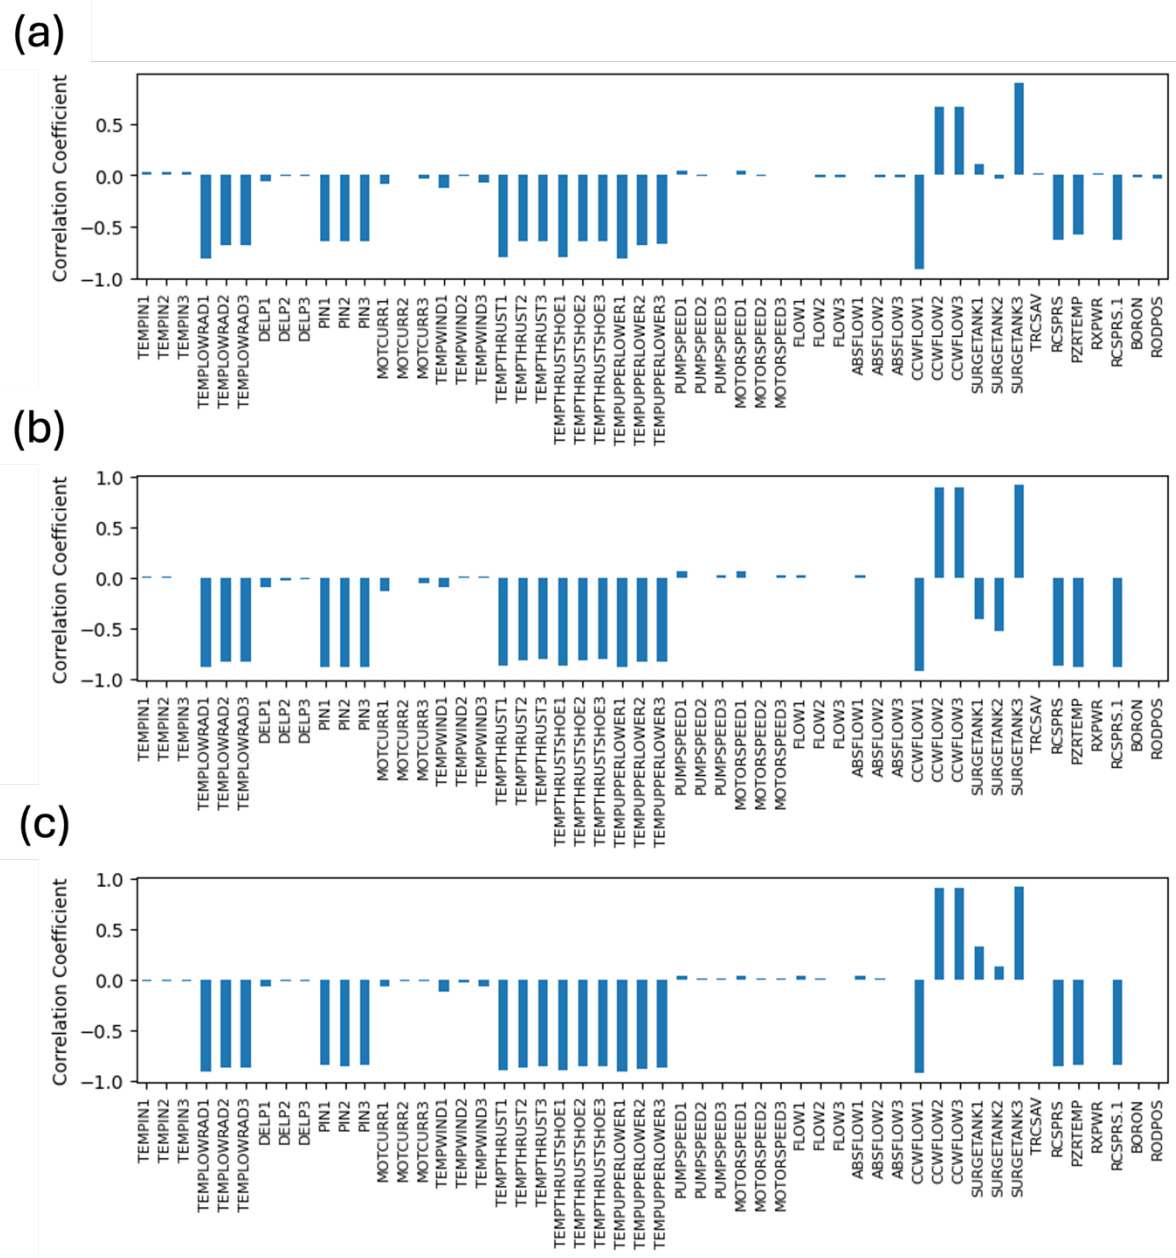 (a)
Correlation Coefficient
0.5
0.0
−0.5
−1.0
TEMPIN1
TEMPIN2
TEMPIN3
TEMPLOWRAD1
TEMPLOWRAD2
TEMPLOWRAD3
DELP1
DELP2
DELP3
PIN1
PIN2
PIN3
MOTCURR1
MOTCURR2
MOTCURR3
TEMPWIND1
TEMPWIND2
TEMPWIND3
TEMPTHRUST1
TEMPTHRUST2
TEMPTHRUST3
TEMPTHRUSTSHOE1
TEMPTHRUSTSHOE2
TEMPTHRUSTSHOE3
TEMPUPPERLOWER1
TEMPUPPERLOWER2
TEMPUPPERLOWER3
PUMPSPEED1
PUMPSPEED2
PUMPSPEED3
MOTORSPEED1
MOTORSPEED2
MOTORSPEED3
FLOW1
FLOW2
FLOW3
ABSFLOW1
ABSFLOW2
ABSFLOW3
CCWFLOW1
CCWFLOW2
CCWFLOW3
SURGETANK1
SURGETANK2
SURGETANK3
TRCSAV
RCSPRS
PZRTEMP
RXPWR
RCSPRS.1
BORON
RODPOS
(b)
Correlation Coefficient
1.0
0.5
0.0
−0.5
−1.0
TEMPIN1
TEMPIN2
TEMPIN3
TEMPLOWRAD1
TEMPLOWRAD2
TEMPLOWRAD3
DELP1
DELP2
DELP3
PIN1
PIN2
PIN3
MOTCURR1
MOTCURR2
MOTCURR3
TEMPWIND1
TEMPWIND2
TEMPWIND3
TEMPTHRUST1
TEMPTHRUST2
TEMPTHRUST3
TEMPTHRUSTSHOE1
TEMPTHRUSTSHOE2
TEMPTHRUSTSHOE3
TEMPUPPERLOWER1
TEMPUPPERLOWER2
TEMPUPPERLOWER3
PUMPSPEED1
PUMPSPEED2
PUMPSPEED3
MOTORSPEED1
MOTORSPEED2
MOTORSPEED3
FLOW1
FLOW2
FLOW3
ABSFLOW1
ABSFLOW2
ABSFLOW3
CCWFLOW1
CCWFLOW2
CCWFLOW3
SURGETANK1
SURGETANK2
SURGETANK3
TRCSAV
RCSPRS
PZRTEMP
RXPWR
RCSPRS.1
BORON
RODPOS
(c)
Correlation Coefficient
1.0
0.5
0.0
−0.5
−1.0
TEMPIN1
TEMPIN2
TEMPIN3
TEMPLOWRAD1
TEMPLOWRAD2
TEMPLOWRAD3
DELP1
DELP2
DELP3
PIN1
PIN2
PIN3
MOTCURR1
MOTCURR2
MOTCURR3
TEMPWIND1
TEMPWIND2
TEMPWIND3
TEMPTHRUST1
TEMPTHRUST2
TEMPTHRUST3
TEMPTHRUSTSHOE1
TEMPTHRUSTSHOE2
TEMPTHRUSTSHOE3
TEMPUPPERLOWER1
TEMPUPPERLOWER2
TEMPUPPERLOWER3
PUMPSPEED1
PUMPSPEED2
PUMPSPEED3
MOTORSPEED1
MOTORSPEED2
MOTORSPEED3
FLOW1
FLOW2
FLOW3
ABSFLOW1
ABSFLOW2
ABSFLOW3
CCWFLOW1
CCWFLOW2
CCWFLOW3
SURGETANK1
SURGETANK2
SURGETANK3
TRCSAV
RCSPRS
PZRTEMP
RXPWR
RCSPRS.1
BORON
RODPOS